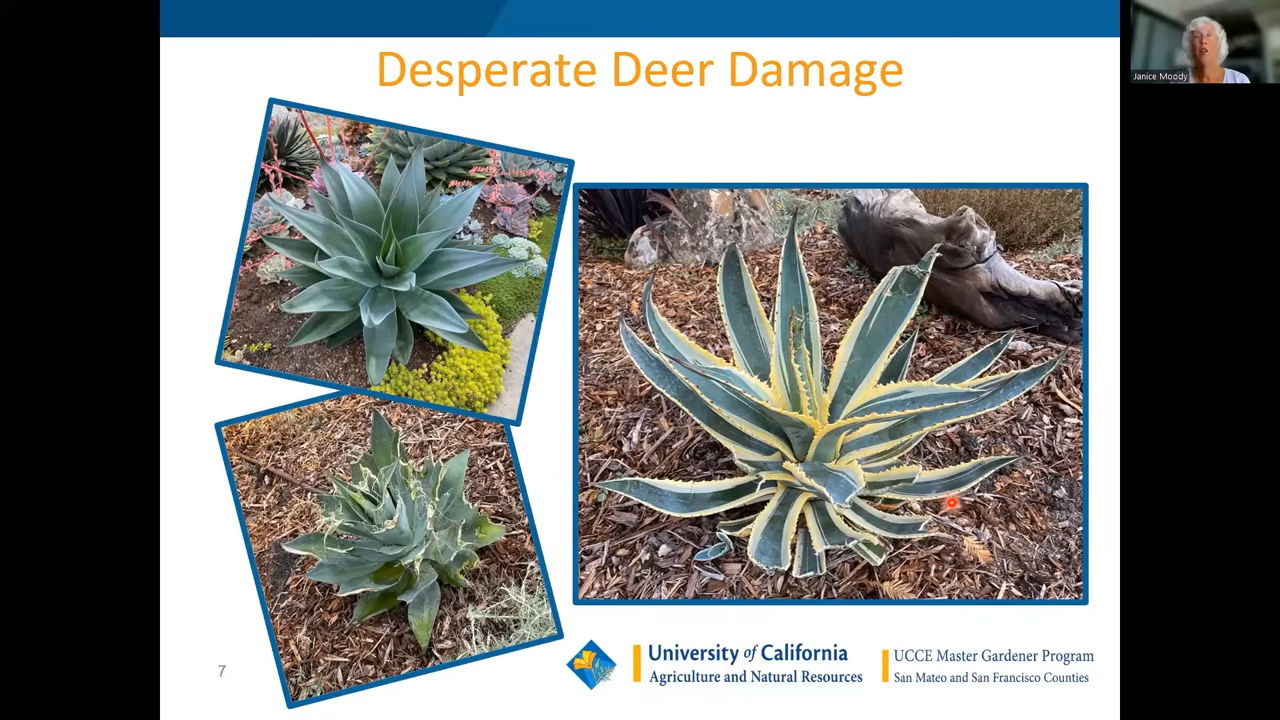 Desperate Deer Damage
Janice Moody
7
University of California
Agriculture and Natural Resources
UCCE Master Gardener Program
San Mateo and San Francisco Counties